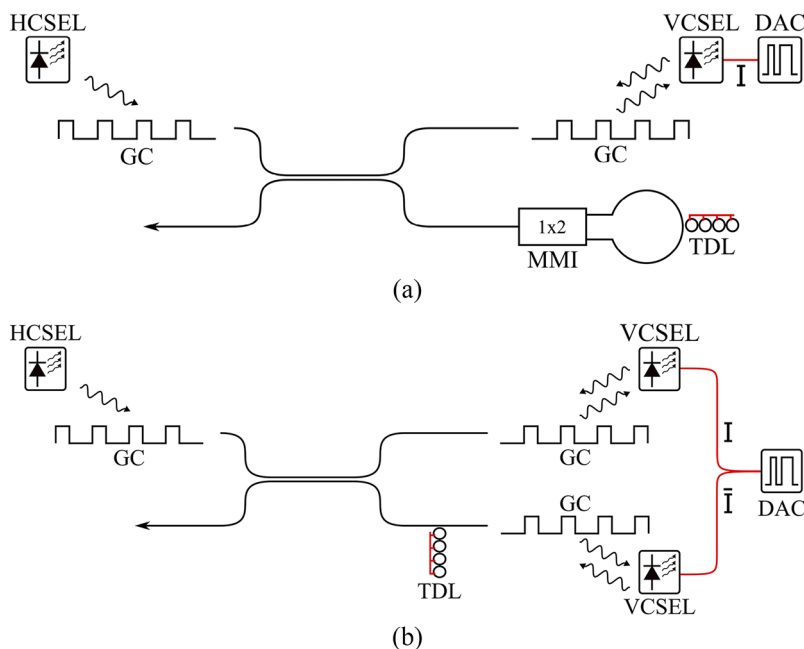 HCSEL
VCSEL DAC
I
GC
GC
1x2
MMI
TDL
(a)
HCSEL
VCSEL
GC
GC
I
GC
Ī
DAC
TDL
VCSEL
(b)